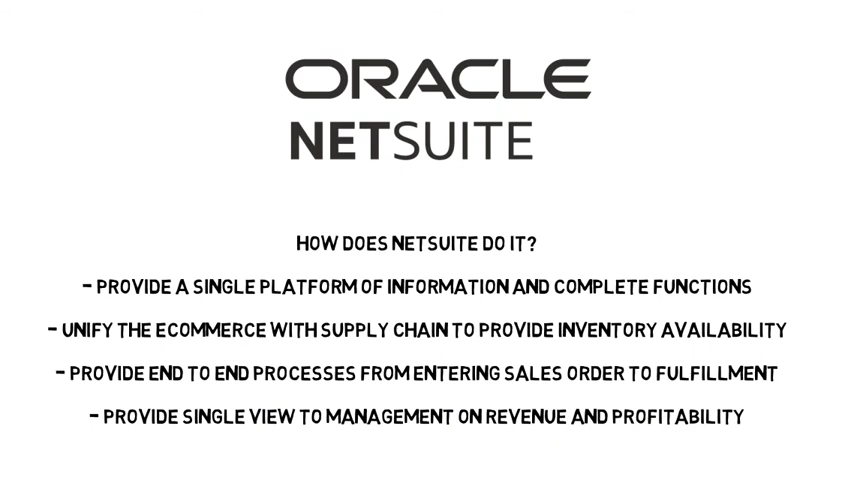 ORACLE
NETSUITE
HOW DOES NETSUITE DO IT?
- PROVIDE A SINGLE PLATFORM OF INFORMATION AND COMPLETE FUNCTIONS
- UNIFY THE ECOMMERCE WITH SUPPLY CHAIN TO PROVIDE INVENTORY AVAILABILITY
- PROVIDE END TO END PROCESSES FROM ENTERING SALES ORDER TO FULFILLMENT
- PROVIDE SINGLE VIEW TO MANAGEMENT ON REVENUE AND PROFITABILITY